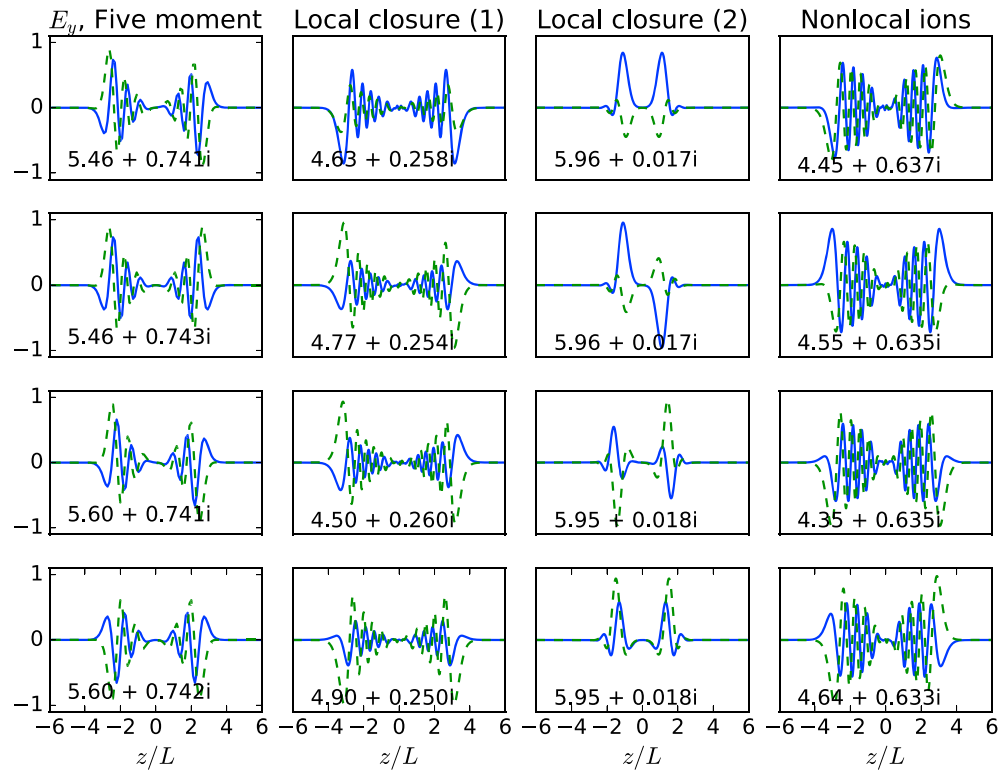 E_y, Five moment Local closure (1) Local closure (2) Nonlocal ions
1
0
−1
5.46 + 0.741i 4.63 + 0.258i 5.96 + 0.017i 4.45 + 0.637i
1
0
−1
5.46 + 0.743i 4.77 + 0.254i 5.96 + 0.017i 4.55 + 0.635i
1
0
−1
5.60 + 0.741i 4.50 + 0.260i 5.95 + 0.018i 4.35 + 0.635i
1
0
−1
5.60 + 0.742i 4.90 + 0.250i 5.95 + 0.018i 4.64 + 0.633i
−6 −4 −2 0 2 4 6 −6 −4 −2 0 2 4 6 −6 −4 −2 0 2 4 6 −6 −4 −2 0 2 4 6
z/L z/L z/L z/L